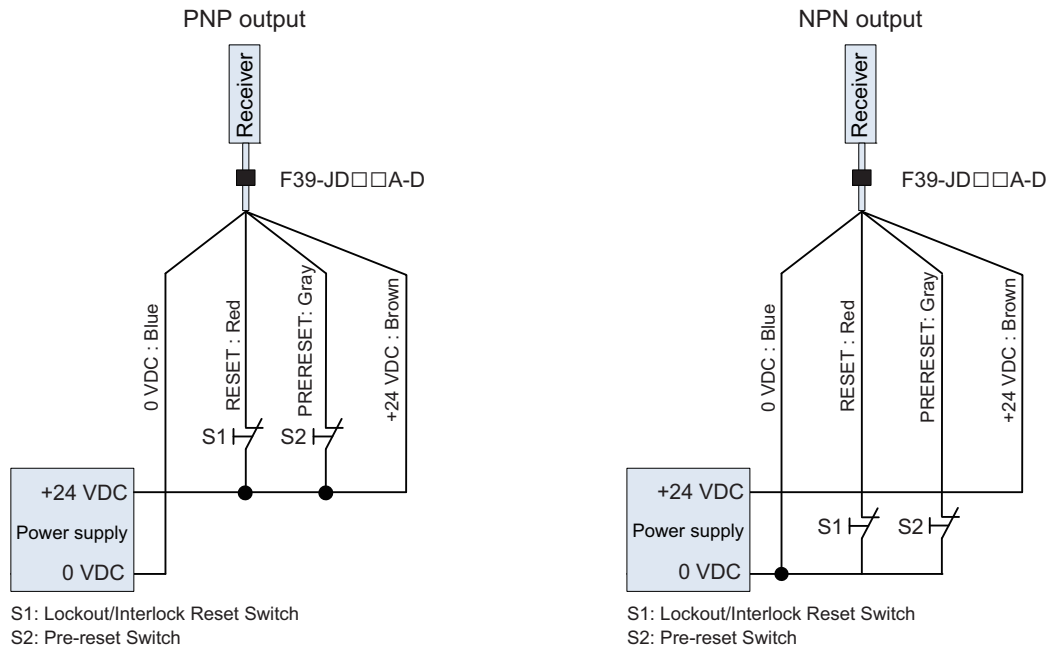 PNP output
Receiver
F39-JD□□A-D
0 VDC : Blue
RESET : Red
PRERESET: Gray
+24 VDC : Brown
S1
S2
+24 VDC
Power supply
0 VDC
S1: Lockout/Interlock Reset Switch
S2: Pre-reset Switch
NPN output
Receiver
F39-JD□□A-D
0 VDC : Blue
RESET : Red
PRERESET: Gray
+24 VDC : Brown
+24 VDC
Power supply
0 VDC
S1
S2
S1: Lockout/Interlock Reset Switch
S2: Pre-reset Switch